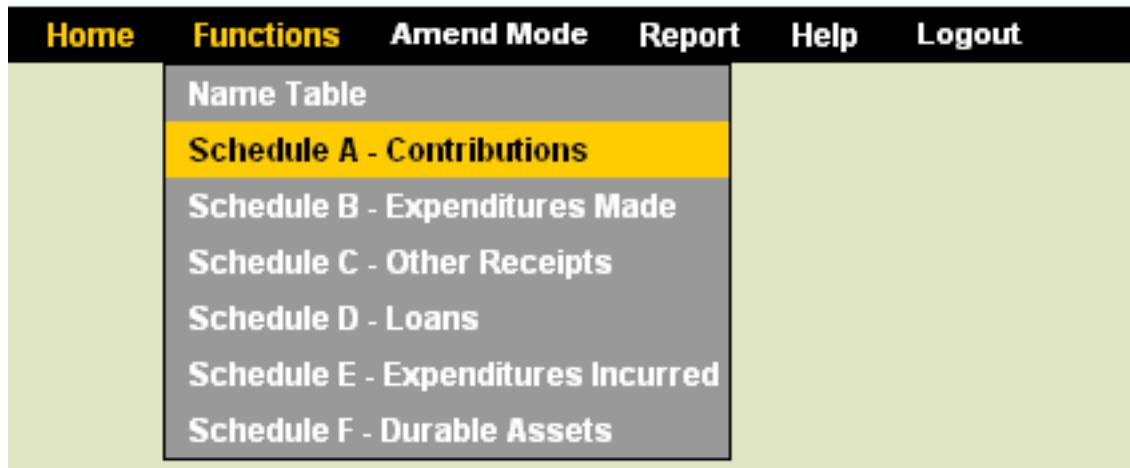 Home Functions Amend Mode Report Help Logout
Name Table
Schedule A - Contributions
Schedule B - Expenditures Made
Schedule C - Other Receipts
Schedule D - Loans
Schedule E - Expenditures Incurred
Schedule F - Durable Assets